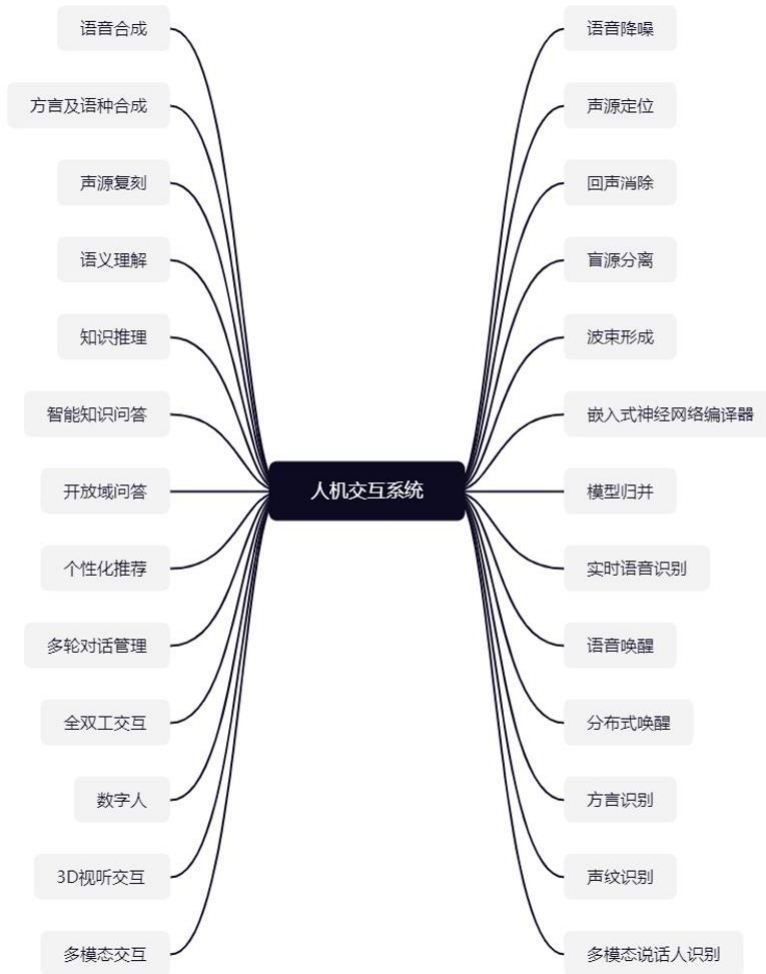 语音合成
方言及语种合成
声源复刻
语义理解
知识推理
智能知识问答
开放域问答
个性化推荐
多轮对话管理
全双工交互
数字人
3D视听交互
多模态交互
人机交互系统
语音降噪
声源定位
回声消除
盲源分离
波束形成
嵌入式神经网络编译器
模型归并
实时语音识别
语音唤醒
分布式唤醒
方言识别
声纹识别
多模态说话人识别